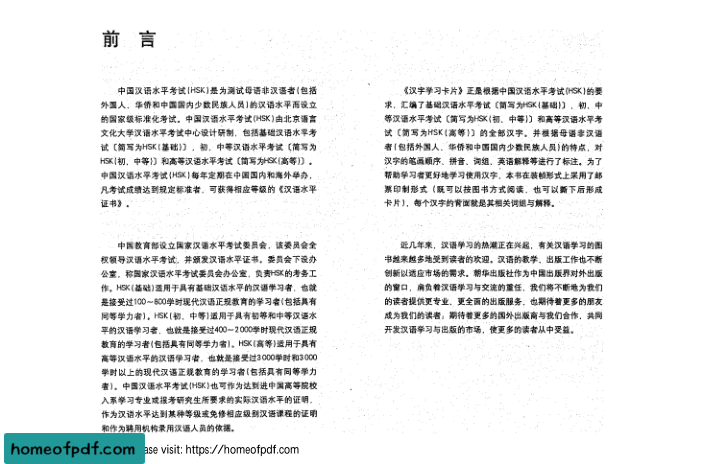 前 言
中国汉语水平考试(HSK)是为测试母语非汉语者(包括
外国人、华侨和中国国内少数民族人员)的汉语水平而设立
的国家级标准化考试。中国汉语水平考试(HSK)由北京语言
文化大学汉语水平考试中心设计研制,包括基础汉语水平考
试〔简写为HSK(基础)〕,初、中等汉语水平考试〔简写为
HSK(初、中等)〕和高等汉语水平考试〔简写为HSK(高等)〕。
中国汉语水平考试(HSK)每年定期在中国国内和海外举办,
凡考试成绩达到规定标准者,可获得相应等级的《汉语水平
证书》。
中国教育部设立国家汉语水平考试委员会,该委员会全
权领导汉语水平考试,并颁发汉语水平证书。委员会下设办
公室,称国家汉语水平考试委员会办公室,负责HSK的考务工
作。HSK(基础)适用于具有基础汉语水平的汉语学习者,也就
是接受过100~800学时现代汉语正规教育的学习者(包括具有
同等学力者)。HSK(初、中等)适用于具有初等和中等汉语水
平的汉语学习者,也就是接受过400~2000学时现代汉语正规
教育的学习者(包括具有同等学力者)。HSK(高等)适用于具有
高等汉语水平的汉语学习者,也就是接受过3000学时和3000
学时以上的现代汉语正规教育的学习者(包括具有同等学力
者)。中国汉语水平考试(HSK)也可作为达到进中国高等院校
入系学习专业或报考研究生所要求的实际汉语水平的证明,
作为汉语水平达到某种等级或免修相应级别汉语课程的证明
和作为聘用机构录用汉语人员的依据。
《汉字学习卡片》正是根据中国汉语水平考试(HSK)的要
求,汇编了基础汉语水平考试〔简写为HSK(基础)〕,初、中
等汉语水平考试〔简写为HSK(初、中等)〕和高等汉语水平考
试〔简写为HSK(高等)〕的全部汉字。并根据母语非汉语
者(包括外国人、华侨和中国国内少数民族人员)的特点,对
汉字的笔画顺序、拼音、词组、英语解释等进行了标注。为了
帮助学习者更好地学习使用汉字,本书在装帧形式上采用了邮
票印制形式(既可以按图书方式阅读,也可以撕下后形成
卡片),每个汉字的背面就是其相关词组与解释。
近几年来,汉语学习的热潮正在兴起,有关汉语学习的图
书越来越多地受到读者的欢迎。汉语的教学、出版工作也不断
创新以适应市场的需求。朝华出版社作为中国出版界对外出版
的窗口,肩负着汉语学习与交流的重任,我们将不断地为我们
的读者提供更专业、更全面的出版服务,也期待着更多的朋友
成为我们的读者;期待着更多的国外出版商与我们合作,共同
开发汉语学习与出版的市场,使更多的读者从中受益。
homeofpdf.com ase visit: https://homeofpdf.com